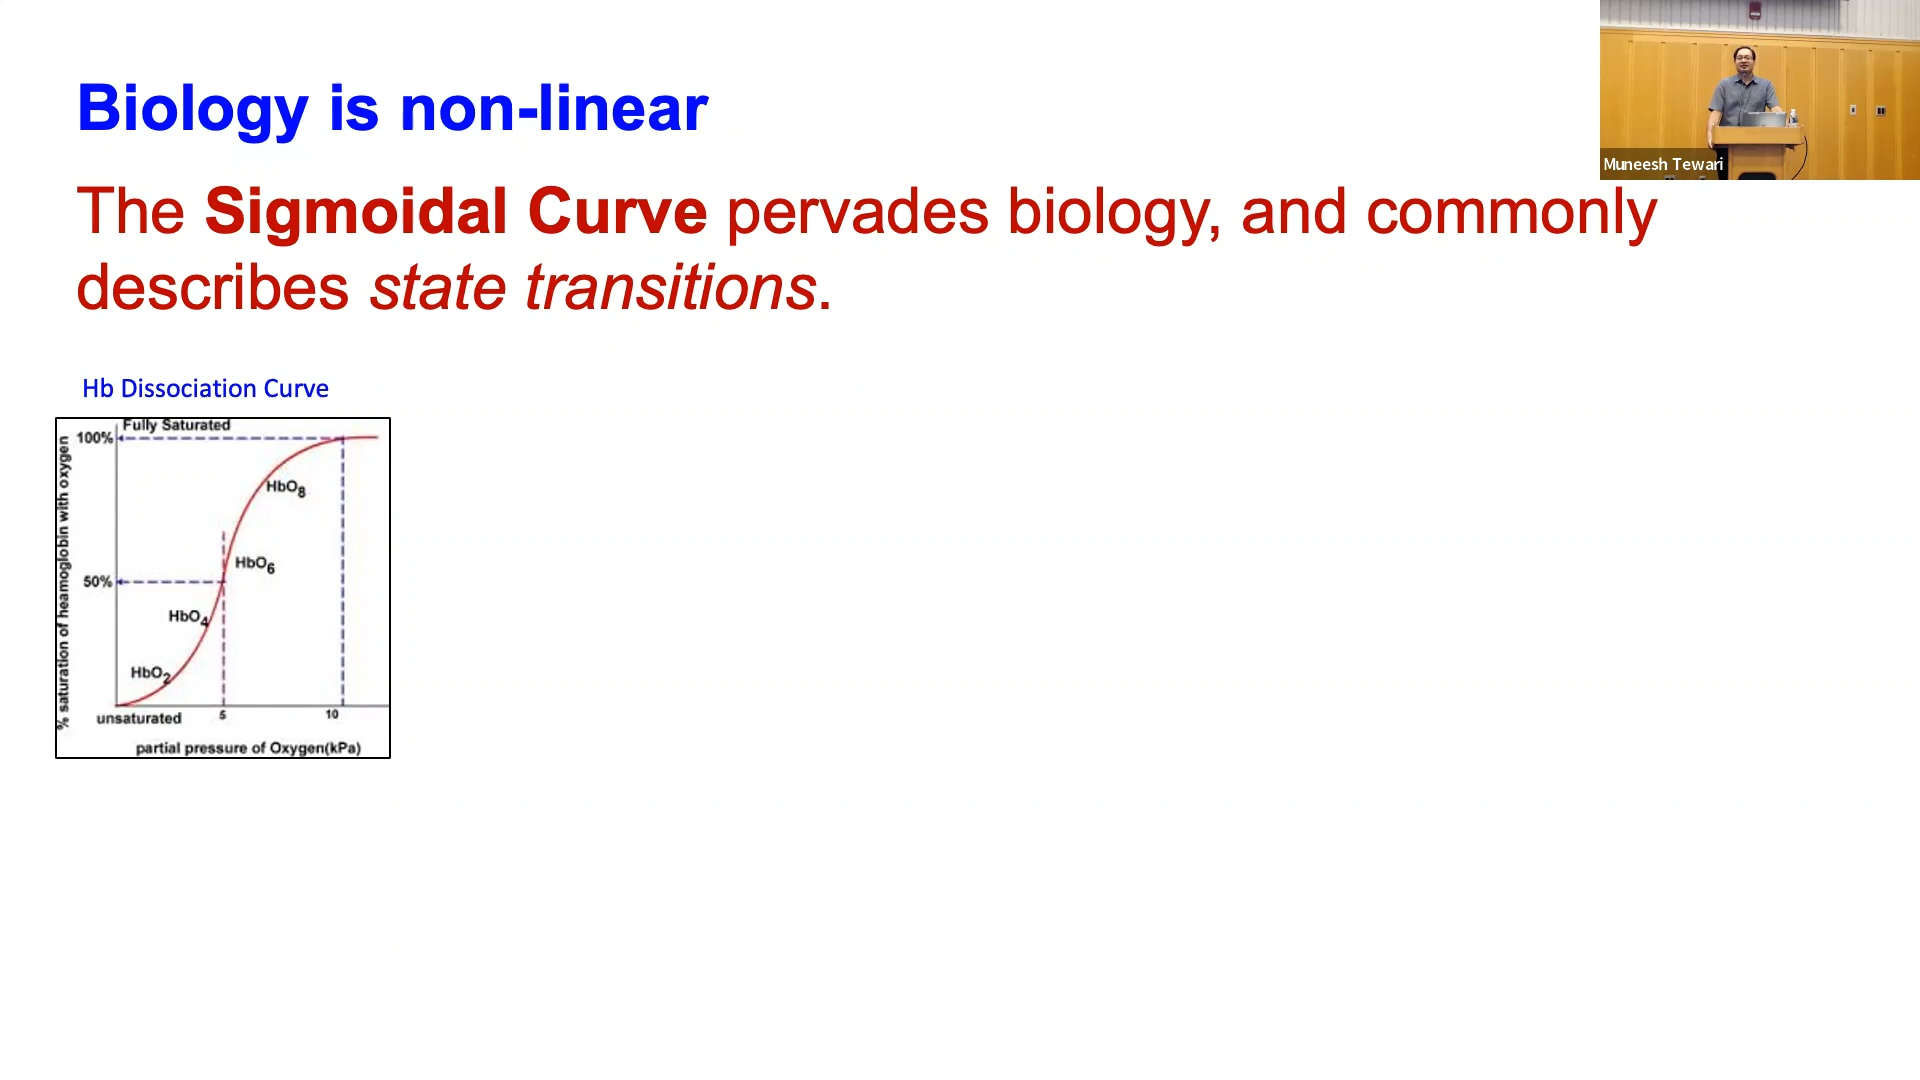 Biology is non-linear
Muneesh Tewari
The Sigmoidal Curve pervades biology, and commonly
describes state transitions.
Hb Dissociation Curve
Fully Saturated
100%
HbO8
HbO6
50%
HbO4
HbO2
% saturation of heamoglobin with oxygen
unsaturated
5
10
partial pressure of Oxygen(kPa)